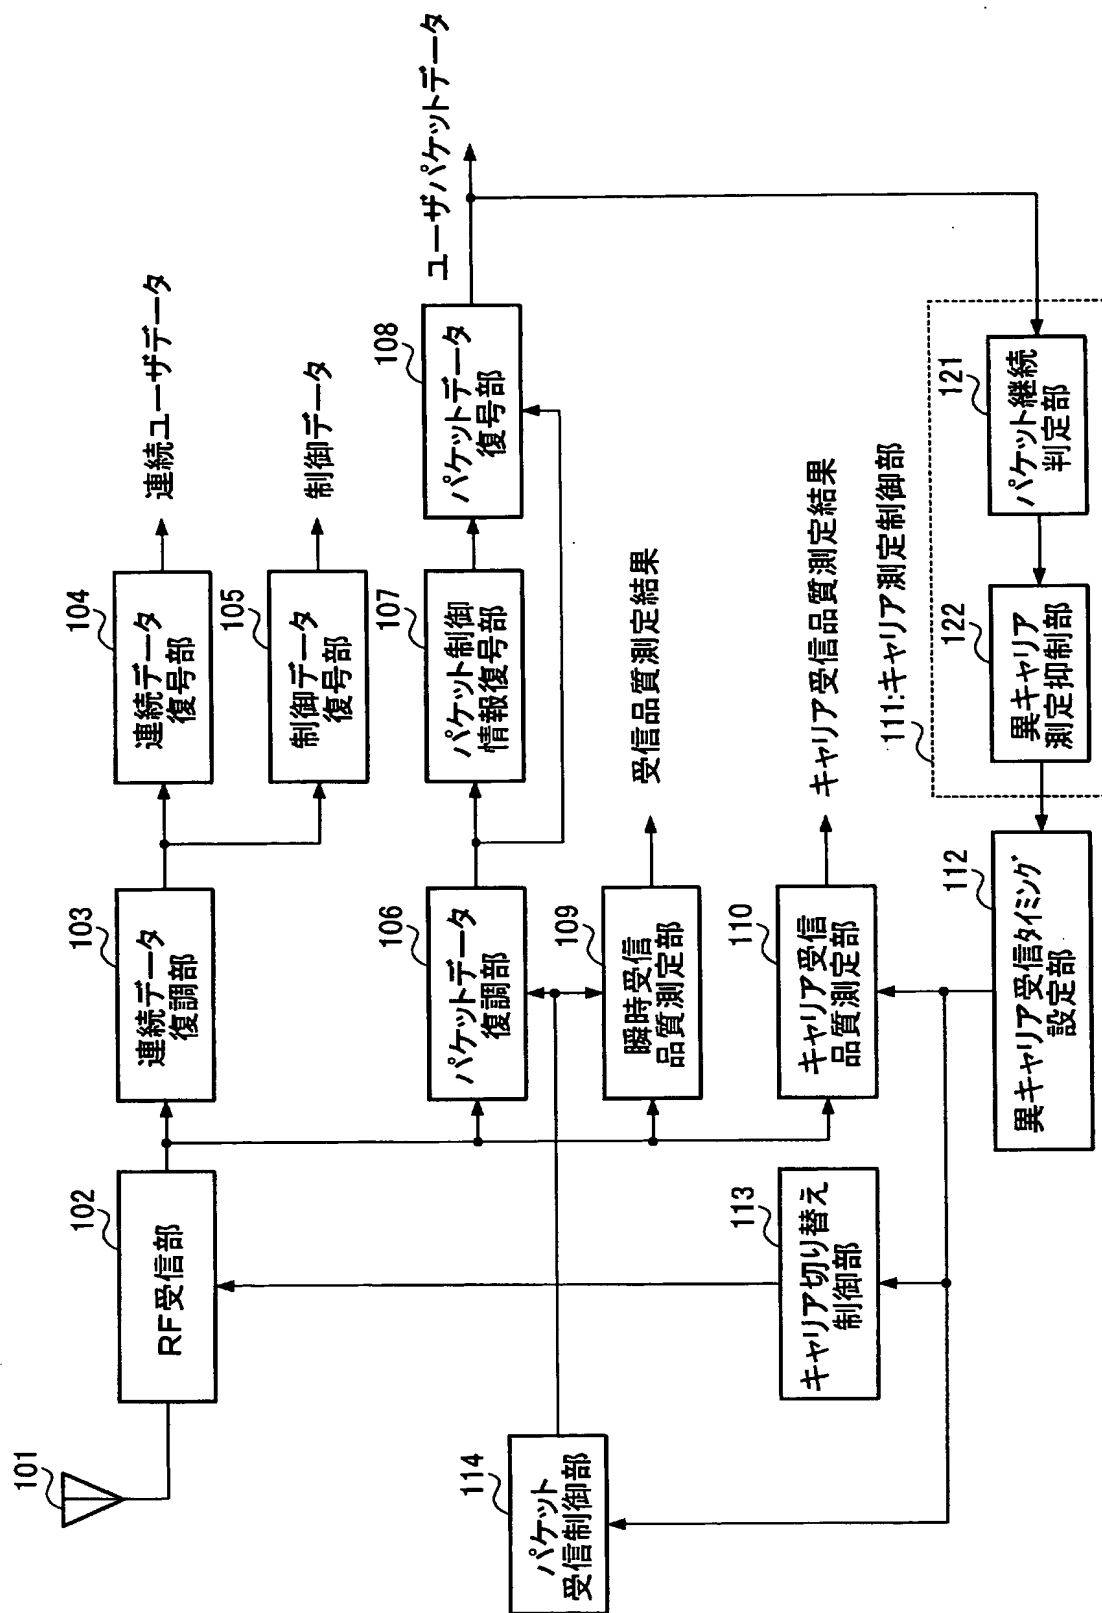 101
102
RF受信部
103
連続データ
復調部
104
連続データ
復号部
連続ユーザデータ
105
制御データ
復号部
制御データ
106
パケットデータ
復調部
107
パケット制御
情報復号部
108
パケットデータ
復号部
ユーザパケットデータ
109
瞬時受信
品質測定部
受信品質測定結果
110
キャリア受信
品質測定部
キャリア受信品質測定結果
114
パケット
受信制御部
113
キャリア切り替え
制御部
112
異キャリア受信タイミング
設定部
111:キャリア測定制御部
122
異キャリア
測定抑制部
121
パケット継続
判定部